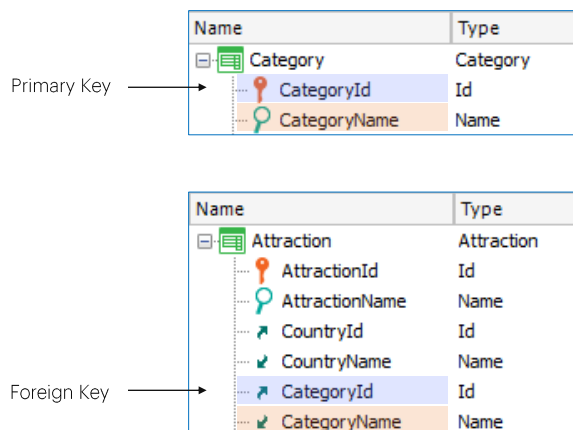 Name Type
Category Category
Primary Key CategoryId Id
CategoryName Name
Name Type
Attraction Attraction
AttractionId Id
AttractionName Name
CountryId Id
CountryName Name
Foreign Key CategoryId Id
CategoryName Name